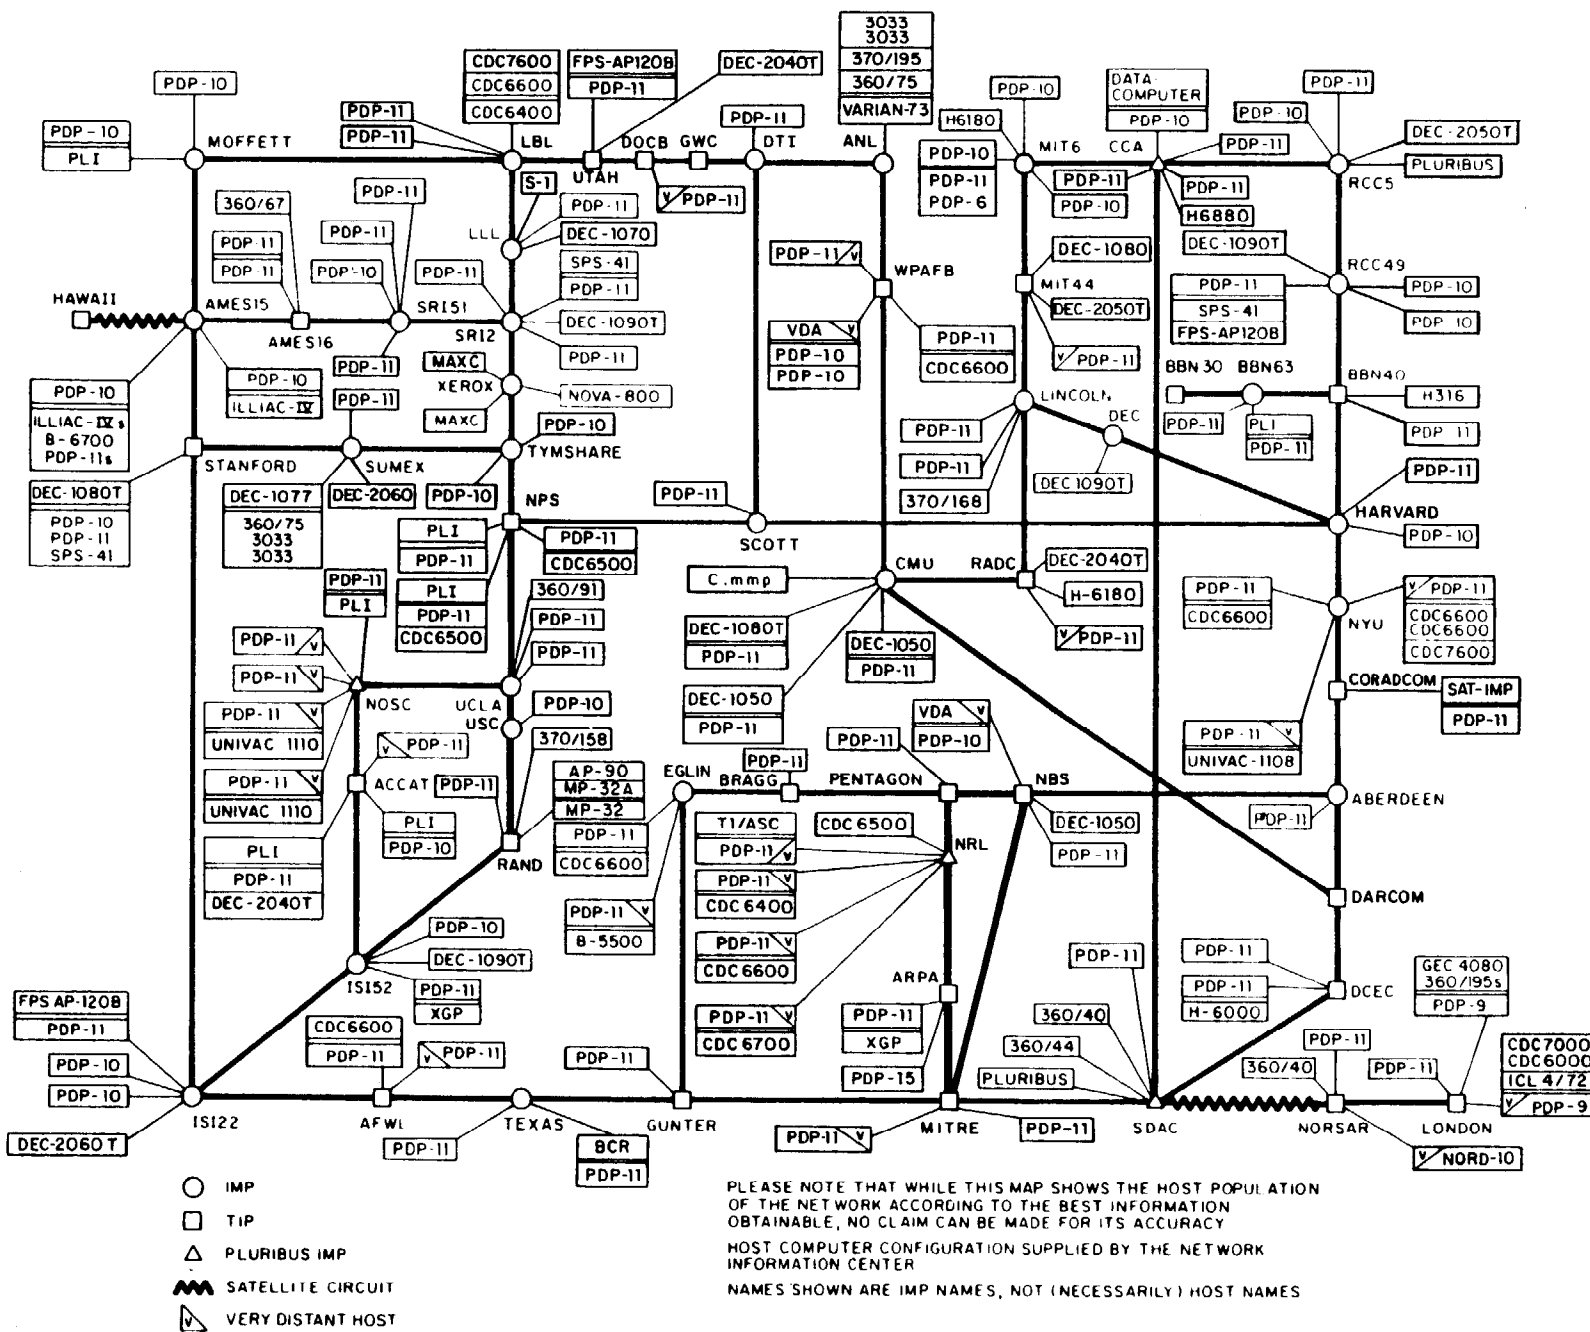 3033
3033
370/195
360/75
VARIAN-73
CDC7600
CDC6600
CDC6400
FPS-AP120B
PDP-11
DEC-2040T
PDP-10
PDP-11
PDP-11
PDP-10
PLI
MOFFETT
LBL
UTAH
DOCB
GWC
PDP-11
DTI
ANL
V PDP-11
H6180
PDP-10
MIT6
DATA-
COMPUTER
PDP-10
CCA
PDP-11
PDP-10
PDP-11
DEC-2050T
PLURIBUS
RCC5
PDP-10
PDP-11
PDP-6
PDP-11
PDP-10
PDP-11
H6880
S-1
PDP-11
DEC-1070
LLL
360/67
PDP-11
PDP-11
PDP-11
PDP-11
PDP-10
PDP-11
SPS-41
PDP-11
DEC-1090T
PDP-11
HAWAII
AMES15
AMES16
SRI51
SRI2
PDP-11
MAXC
XEROX
NOVA-800
MAXC
PDP-11 V
WPAFB
VDA V
PDP-10
PDP-10
PDP-11
CDC6600
DEC-1080
MIT44
DEC-2050T
V PDP-11
DEC-1090T
RCC49
PDP-11
SPS-41
FPS-AP120B
PDP-10
PDP-10
BBN30
BBN63
BBN40
H316
PDP-11
PDP-11
PLI
PDP-11
PDP-10
ILLIAC-IVs
B-6700
PDP-11s
PDP-10
ILLIAC-IV
PDP-11
STANFORD
SUMEX
TYMSHARE
PDP-10
DEC-1080T
PDP-10
PDP-11
SPS-41
DEC-1077
360/75
3033
3033
DEC-2060
PDP-10
NPS
PDP-11
SCOTT
LINCOLN
DEC
PDP-11
PDP-11
370/168
DEC 1090T
PDP-11
HARVARD
PDP-10
PLI
PDP-11
PDP-11
CDC6500
PLI
PDP-11
CDC6500
PDP-11
PLI
360/91
PDP-11
PDP-11
C.mmp
CMU
RADC
DEC-2040T
H-6180
V PDP-11
DEC-1080T
PDP-11
DEC-1050
PDP-11
DEC-1050
PDP-11
PDP-11
CDC6600
NYU
V PDP-11
CDC6600
CDC6600
CDC7600
PDP-11 V
PDP-11 V
PDP-11 V
UNIVAC 1110
PDP-11 V
UNIVAC 1110
NOSC
UCLA
USC
PDP-10
CORADCOM
SAT-IMP
PDP-11
PDP-11 V
UNIVAC-1108
V PDP-11
ACCAT
PLI
PDP-10
PLI
PDP-11
DEC-2040T
370/158
PDP-11
AP-90
MP-32A
MP-32
PDP-11
CDC6600
RAND
EGLIN
BRAGG
PDP-11
PENTAGON
PDP-11
VDA V
PDP-10
NBS
DEC-1050
PDP-11
ABERDEEN
PDP-11
T1/ASC
PDP-11 V
PDP-11 V
CDC6400
PDP-11 V
CDC6600
PDP-11 V
CDC6700
CDC6500
NRL
PDP-11 V
B-5500
DARCOM
PDP-10
DEC-1090T
PDP-11
XGP
ISI52
ARPA
PDP-11
XGP
PDP-15
PDP-11
PDP-11
PDP-11
H-6000
DCEC
GEC 4080
360/195s
PDP-9
FPS AP-120B
PDP-11
PDP-10
PDP-10
DEC-2060T
ISI22
CDC6600
PDP-11
V PDP-11
AFWL
PDP-11
TEXAS
BCR
PDP-11
PDP-11
GUNTER
PDP-11 V
MITRE
PDP-11
360/40
360/44
PLURIBUS
SDAC
360/40
PDP-11
NORSAR
V NORD-10
PDP-11
LONDON
CDC7000
CDC6000
ICL 4/72
V PDP-9
IMP
TIP
PLURIBUS IMP
SATELLITE CIRCUIT
V VERY DISTANT HOST
PLEASE NOTE THAT WHILE THIS MAP SHOWS THE HOST POPULATION
OF THE NETWORK ACCORDING TO THE BEST INFORMATION
OBTAINABLE, NO CLAIM CAN BE MADE FOR ITS ACCURACY
HOST COMPUTER CONFIGURATION SUPPLIED BY THE NETWORK
INFORMATION CENTER
NAMES SHOWN ARE IMP NAMES, NOT (NECESSARILY) HOST NAMES